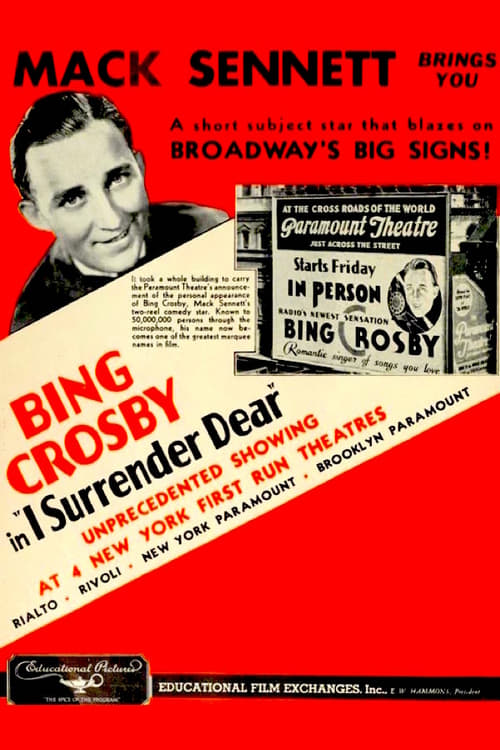 MACK SENNETT BRINGS YOU
A short subject star that blazes on
BROADWAY'S BIG SIGNS!
It took a whole building to carry
the Paramount Theatre's announce-
ment of the personal appearance
of Bing Crosby, Mack Sennett's
two-reel comedy star. Known to
50,000,000 persons through the
microphone, his name now be-
comes one of the greatest marquee
names in film.
AT THE CROSS ROADS OF THE WORLD
Paramount Theatre
JUST ACROSS THE STREET
Starts Friday
IN PERSON
RADIO'S NEWEST SENSATION
BING CROSBY
Romantic singer of songs you love
BING
CROSBY
in "I Surrender Dear"
UNPRECEDENTED SHOWING
AT 4 NEW YORK FIRST RUN THEATRES
RIALTO · RIVOLI · NEW YORK PARAMOUNT · BROOKLYN PARAMOUNT
Educational Pictures
"THE SPICE OF THE PROGRAM"
EDUCATIONAL FILM EXCHANGES, Inc., E. W. HAMMONS, President